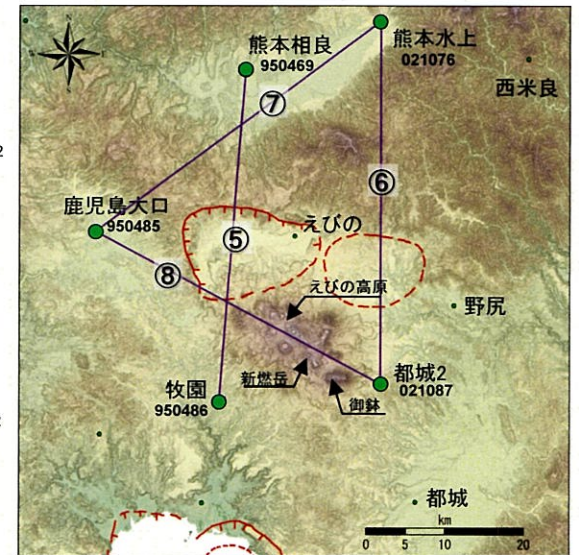 熊本相良
950469
熊本水上
021076
西米良
⑦
2
⑥
鹿児島大口
950485
えびの
⑤
⑧
えびの高原
野尻
新燃岳
都城2
021087
牧園
950486
御鉢
都城
km
0 5 10 20